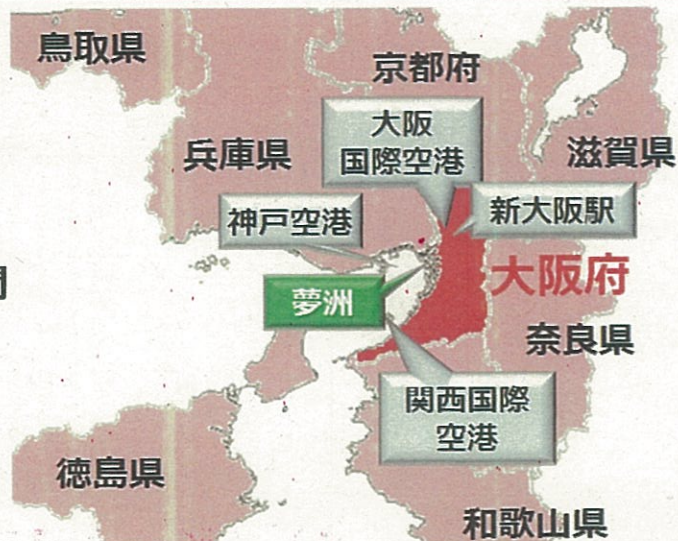 鳥取県
京都府
大阪
国際空港
兵庫県
滋賀県
新大阪駅
神戸空港
大阪府
夢洲
奈良県
関西国際
空港
徳島県
和歌山県